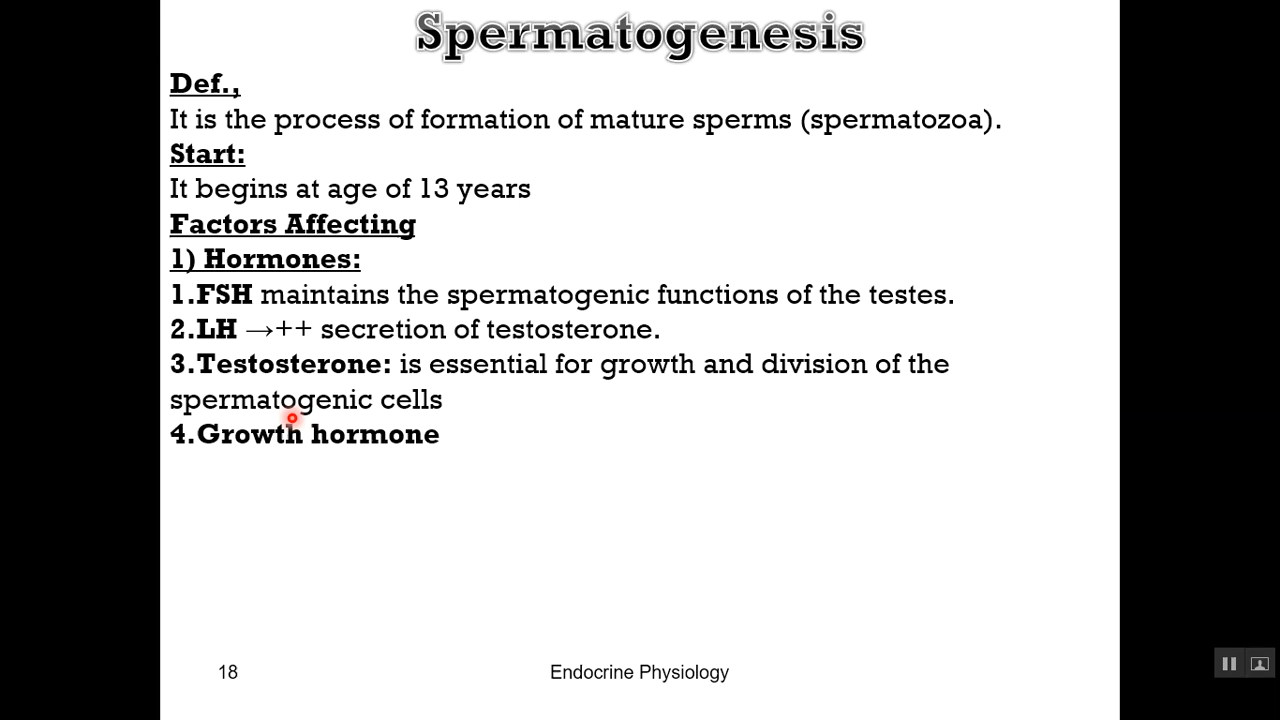 Spermatogenesis
Def.,
It is the process of formation of mature sperms (spermatozoa).
Start:
It begins at age of 13 years
Factors Affecting
1) Hormones:
1.FSH maintains the spermatogenic functions of the testes.
2.LH →++ secretion of testosterone.
3.Testosterone: is essential for growth and division of the
spermatogenic cells
4.Growth hormone
18
Endocrine Physiology